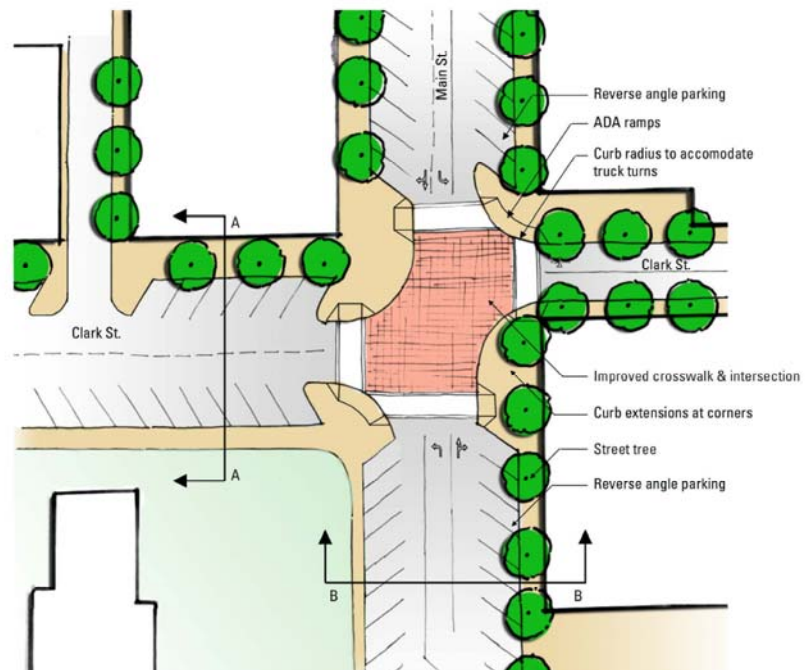 Main St.
Reverse angle parking
ADA ramps
Curb radius to accomodate
truck turns
A
Clark St.
Clark St.
Improved crosswalk & intersection
Curb extensions at corners
Street tree
A
Reverse angle parking
B
B